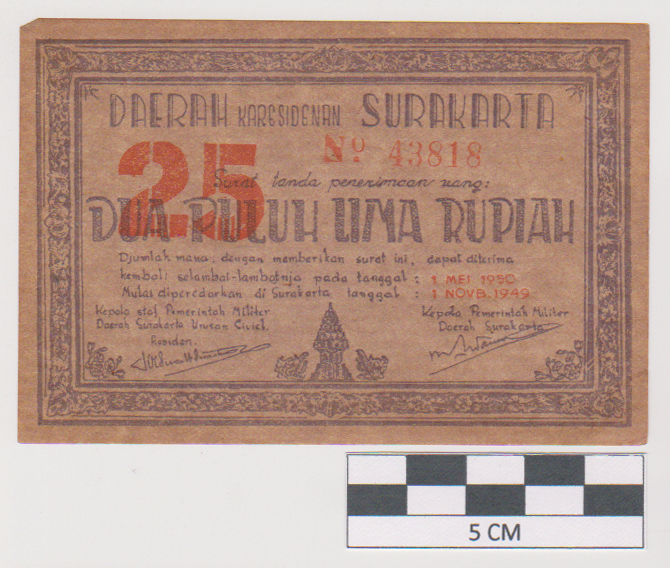 DAERAH KARESIDENAN SURAKARTA
25
No 43818
Surat tanda penerimaan uang:
DUA PULUH LIMA RUPIAH
Djumlah mana, dengan memberikan surat ini, dapat diterima
kembali selambat-lambatnja pada tanggal : 1 MEI 1950
Mulai diperedarkan di Surakarta tanggal : 1 NOVB. 1949
Kepala staf Pemerintah Militer
Daerah Surakarta Urusan Civiel.
Residen.
Kepala Pemerintah Militer
Daerah Surakarta
5 CM